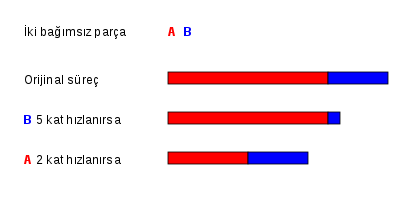 İki bağımsız parça A B
Orijinal süreç
B 5 kat hızlanırsa
A 2 kat hızlanırsa